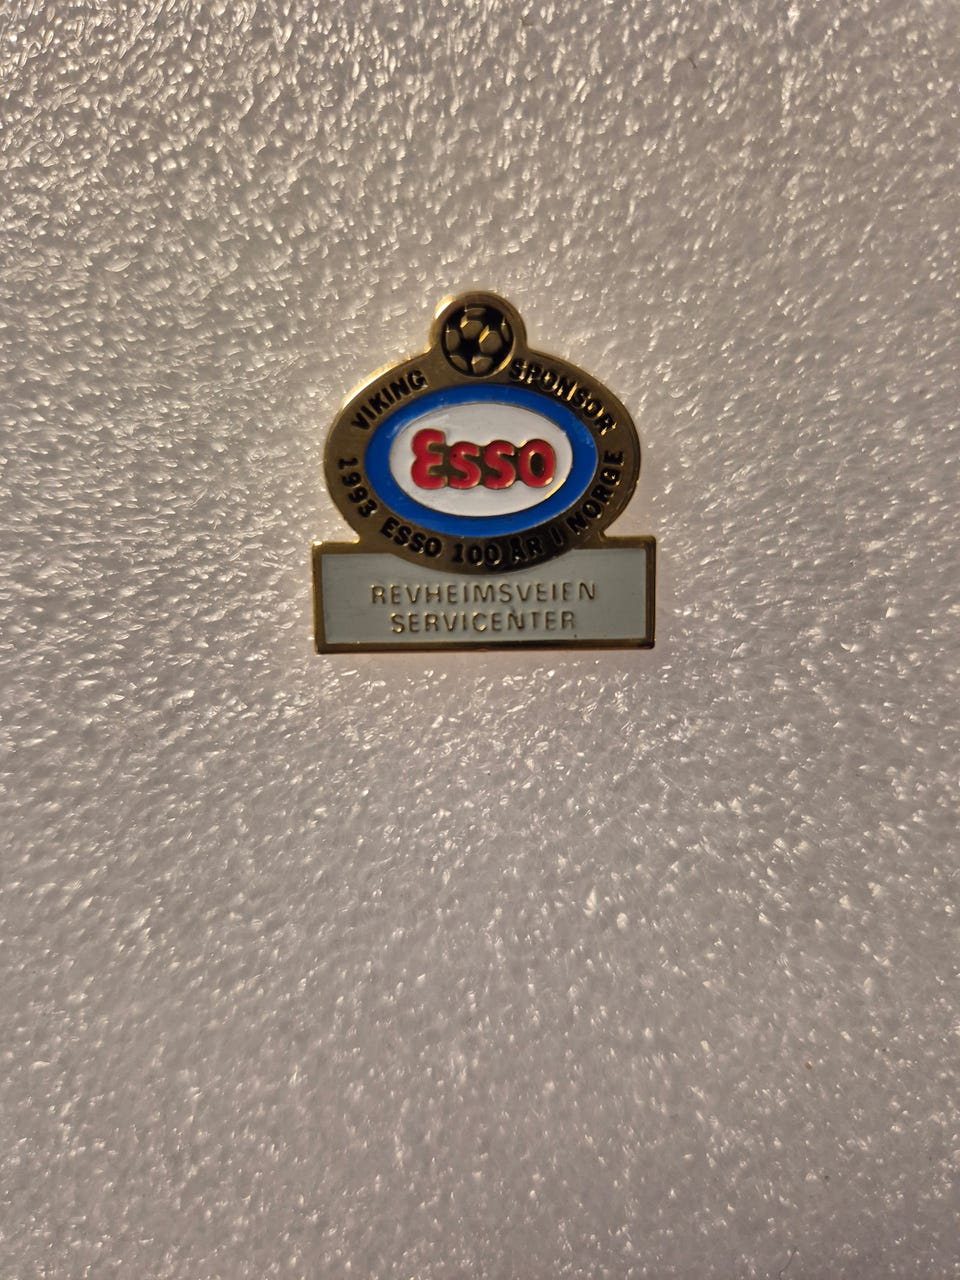 VIKING SPONSOR
Esso
1993 ESSO 100 ÅR I NORGE
REVHEIMSVEIEN
SERVICENTER